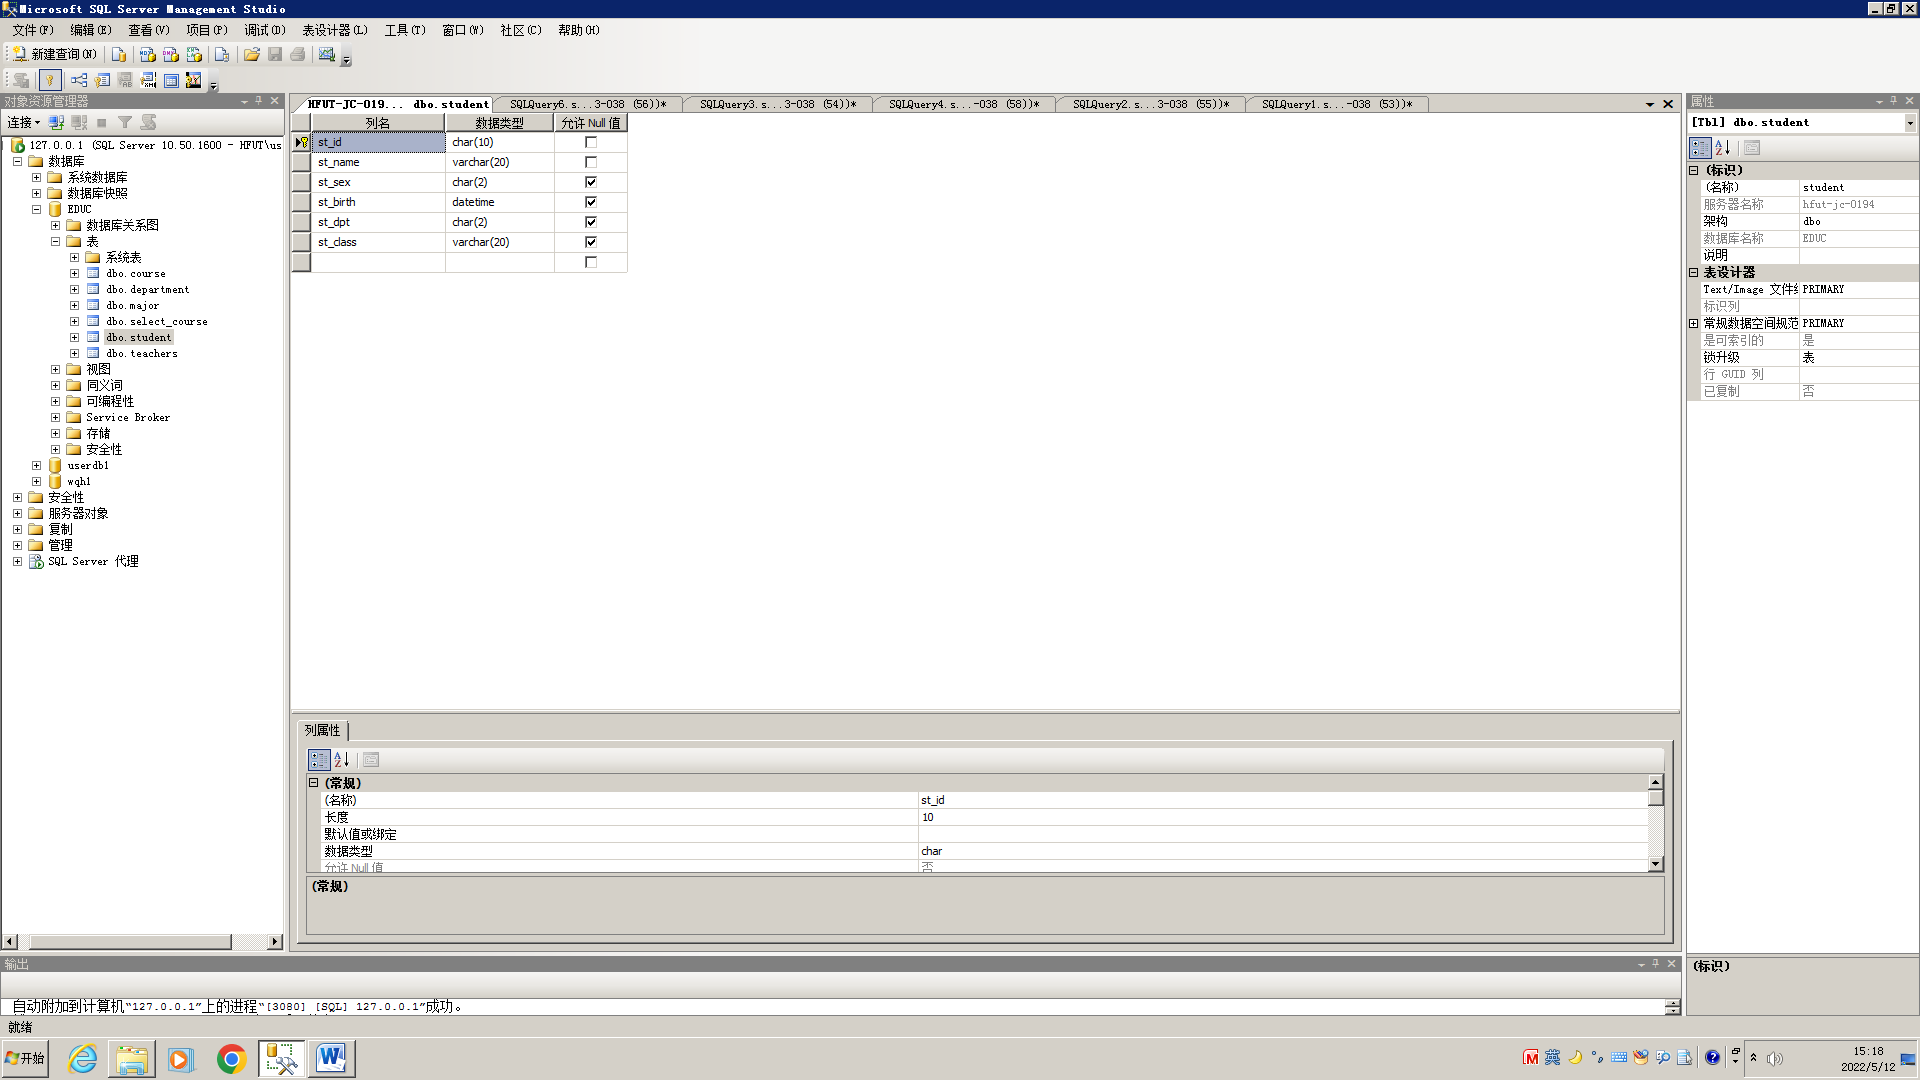 Microsoft SQL Server Management Studio
文件(F) 编辑(E) 查看(V) 项目(P) 调试(D) 表设计器(L) 工具(T) 窗口(W) 社区(C) 帮助(H)
新建查询(N)
对象资源管理器
连接
127.0.0.1 (SQL Server 10.50.1600 - HFUT\us
数据库
系统数据库
数据库快照
EDUC
数据库关系图
表
系统表
dbo.course
dbo.department
dbo.major
dbo.select_course
dbo.student
dbo.teachers
视图
同义词
可编程性
Service Broker
存储
安全性
userdb1
wqh1
安全性
服务器对象
复制
管理
SQL Server 代理
HFUT-JC-019... dbo.student SQLQuery6.s...3-038 (56))* SQLQuery3.s...3-038 (54))* SQLQuery4.s...-038 (58))* SQLQuery2.s...3-038 (55))* SQLQuery1.s...-038 (53))*
列名 数据类型 允许 Null 值
st_id char(10)
st_name varchar(20)
st_sex char(2)
st_birth datetime
st_dpt char(2)
st_class varchar(20)
列属性
(常规)
(名称) st_id
长度 10
默认值或绑定
数据类型 char
允许 Null 值 否
(常规)
属性
[Tbl] dbo.student
(标识)
(名称) student
服务器名称 hfut-jc-0194
架构 dbo
数据库名称 EDUC
说明
表设计器
Text/Image 文件 PRIMARY
标识列
常规数据空间规范 PRIMARY
是可索引的 是
锁升级 表
行 GUID 列
已复制 否
(标识)
输出
自动附加到计算机“127.0.0.1”上的进程“[3080] [SQL] 127.0.0.1”成功。
就绪
开始
英
15:18
2022/5/12